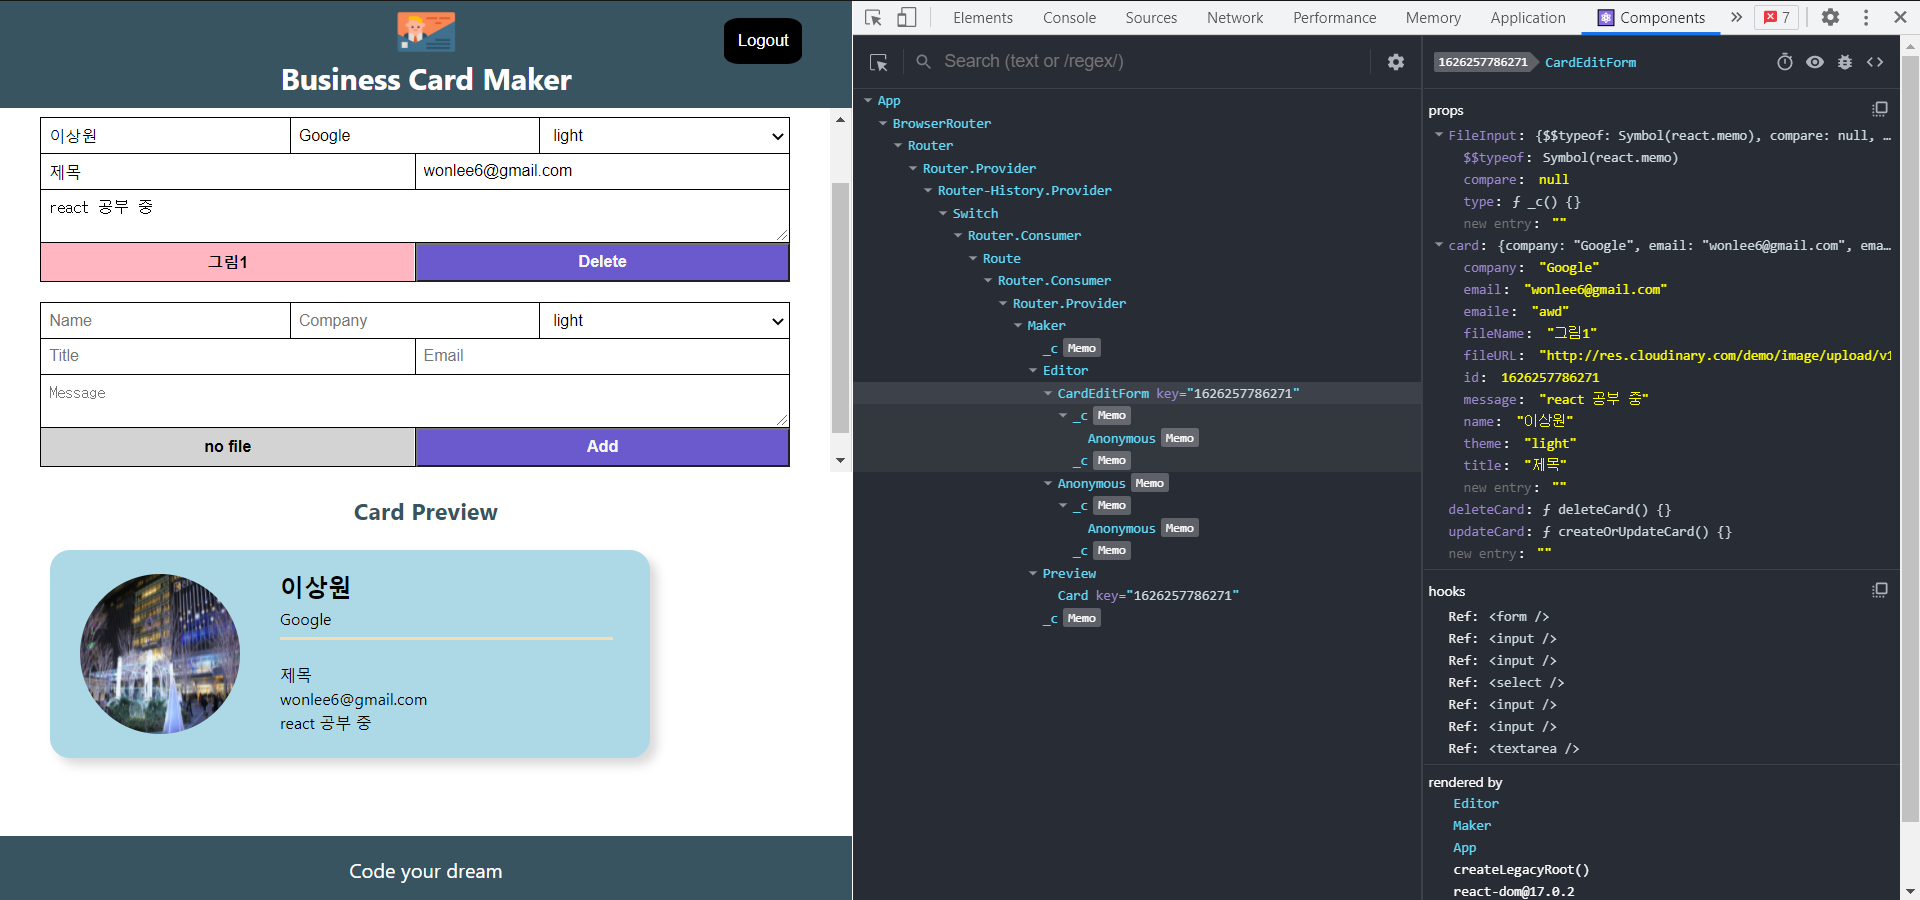 Logout
Business Card Maker
이상원 Google light
제목 wonlee6@gmail.com
react 공부 중
그림1 Delete
Name Company light
Title Email
Message
no file Add
Card Preview
이상원
Google
제목
wonlee6@gmail.com
react 공부 중
Code your dream
Elements Console Sources Network Performance Memory Application Components » 7
Search (text or /regex/)
App
BrowserRouter
Router
Router.Provider
Router-History.Provider
Switch
Router.Consumer
Route
Router.Consumer
Router.Provider
Maker
_c Memo
Editor
CardEditForm key="1626257786271"
_c Memo
Anonymous Memo
_c Memo
Anonymous Memo
_c Memo
Anonymous Memo
_c Memo
Preview
Card key="1626257786271"
_c Memo
1626257786271 CardEditForm
props
FileInput: {$$typeof: Symbol(react.memo), compare: null, …
$$typeof: Symbol(react.memo)
compare: null
type: ƒ _c() {}
new entry: ""
card: {company: "Google", email: "wonlee6@gmail.com", ema…
company: "Google"
email: "wonlee6@gmail.com"
emaile: "awd"
fileName: "그림1"
fileURL: "http://res.cloudinary.com/demo/image/upload/v1
id: 1626257786271
message: "react 공부 중"
name: "이상원"
theme: "light"
title: "제목"
new entry: ""
deleteCard: ƒ deleteCard() {}
updateCard: ƒ createOrUpdateCard() {}
new entry: ""
hooks
Ref: <form />
Ref: <input />
Ref: <input />
Ref: <select />
Ref: <input />
Ref: <input />
Ref: <textarea />
rendered by
Editor
Maker
App
createLegacyRoot()
react-dom@17.0.2